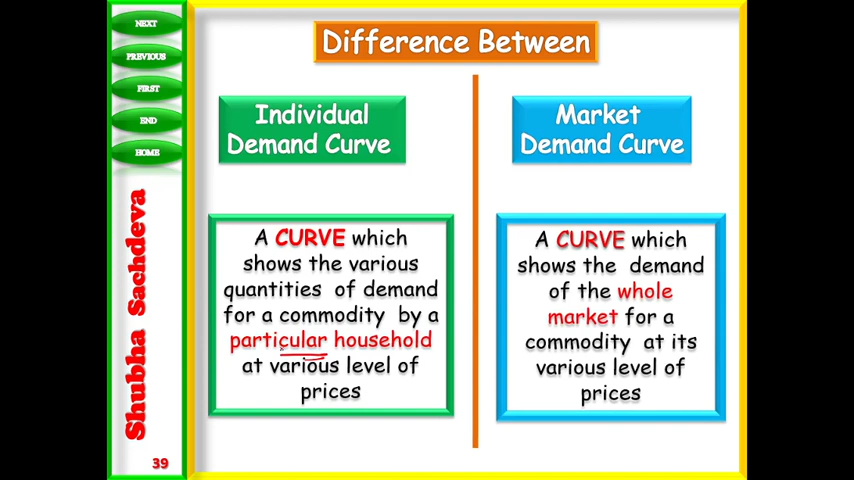 NEXT
PREVIOUS
FIRST
END
HOME
Shubha Sachdeva
39
Difference Between
Individual
Demand Curve
A CURVE which
shows the various
quantities of demand
for a commodity by a
particular household
at various level of
prices
Market
Demand Curve
A CURVE which
shows the demand
of the whole
market for a
commodity at its
various level of
prices